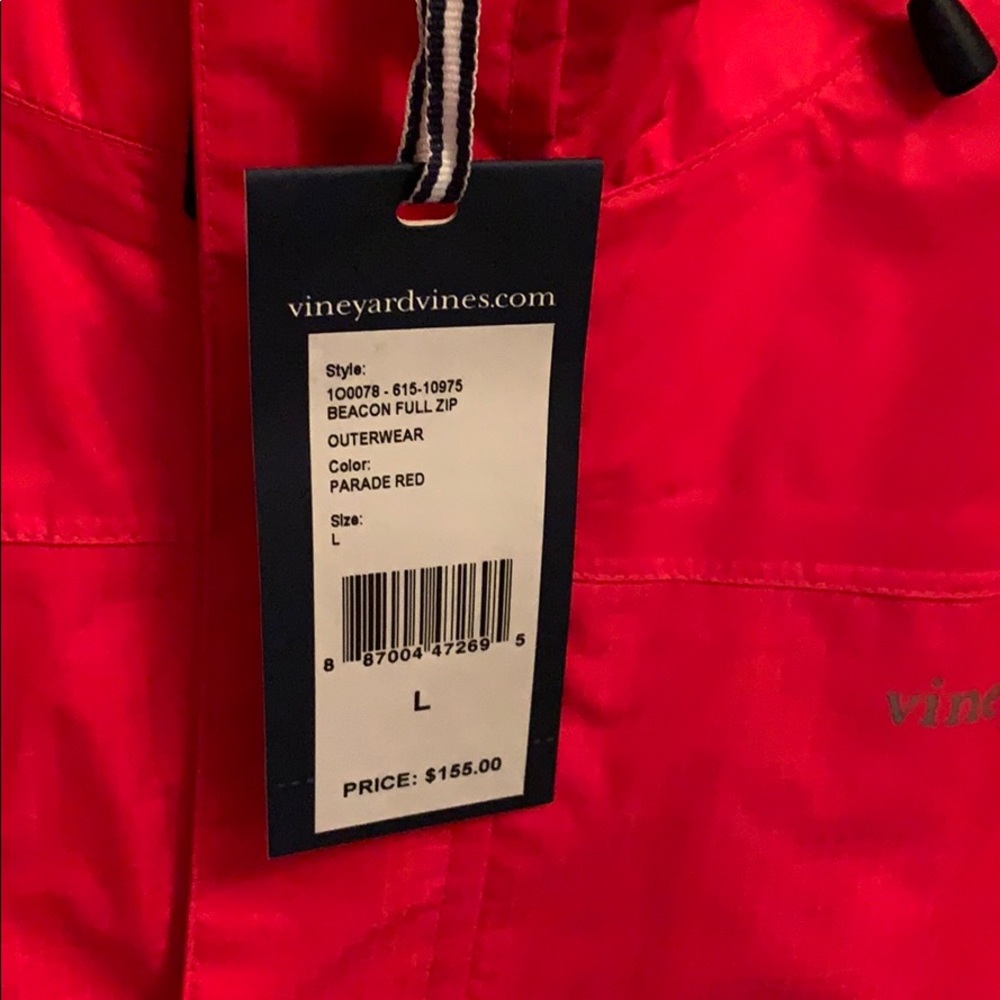 vineyardvines.com
Style:
1O0078 - 615-10975
BEACON FULL ZIP
OUTERWEAR
Color:
PARADE RED
Size:
L
8 87004 47269 5
L
PRICE: $155.00
vine